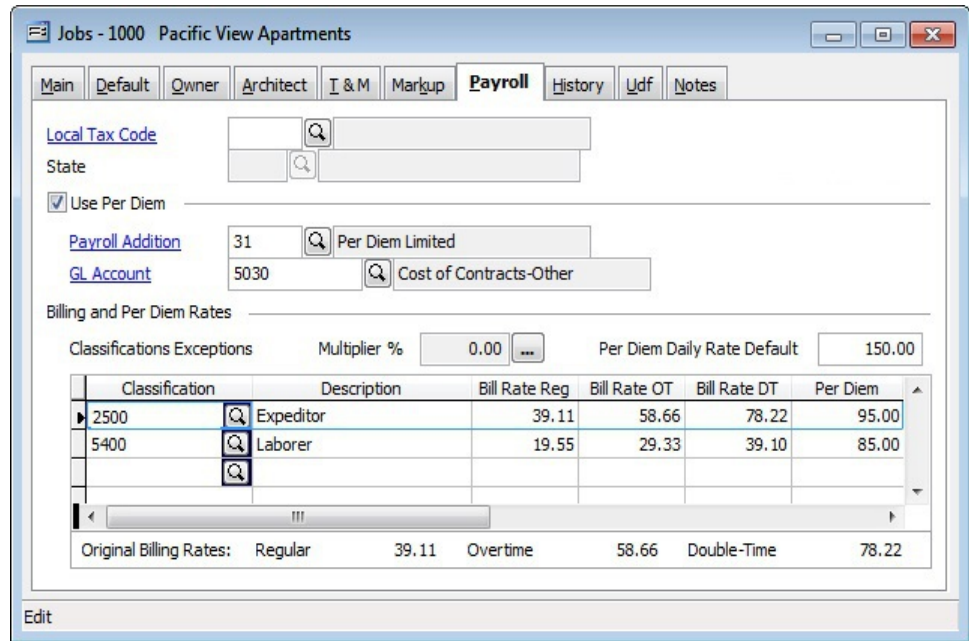 Jobs - 1000 Pacific View Apartments
Main Default Owner Architect T & M Markup Payroll History Udf Notes
Local Tax Code
State
Use Per Diem
Payroll Addition 31 Per Diem Limited
GL Account 5030 Cost of Contracts-Other
Billing and Per Diem Rates
Classifications Exceptions Multiplier % 0.00 ... Per Diem Daily Rate Default 150.00
Classification Description Bill Rate Reg Bill Rate OT Bill Rate DT Per Diem
2500 Expeditor 39.11 58.66 78.22 95.00
5400 Laborer 19.55 29.33 39.10 85.00
Original Billing Rates: Regular 39.11 Overtime 58.66 Double-Time 78.22
Edit